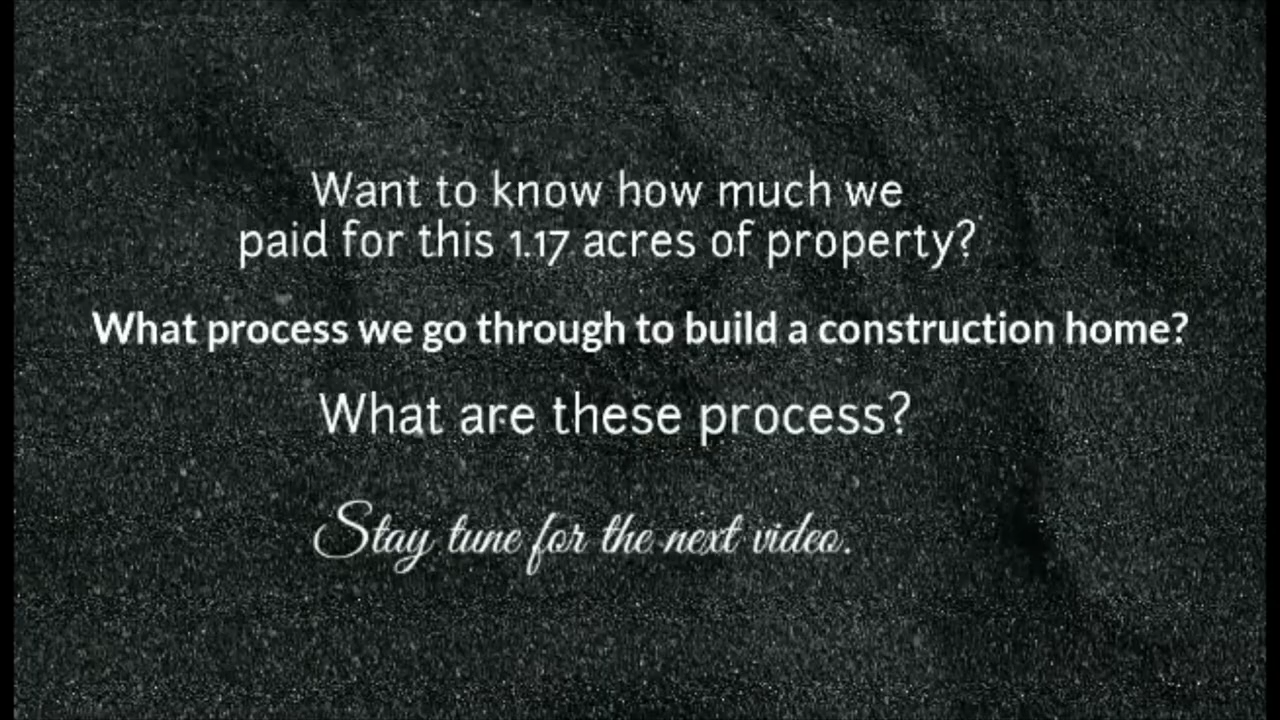 Want to know how much we
paid for this 1.17 acres of property?
What process we go through to build a construction home?
What are these process?
Stay tune for the next video.